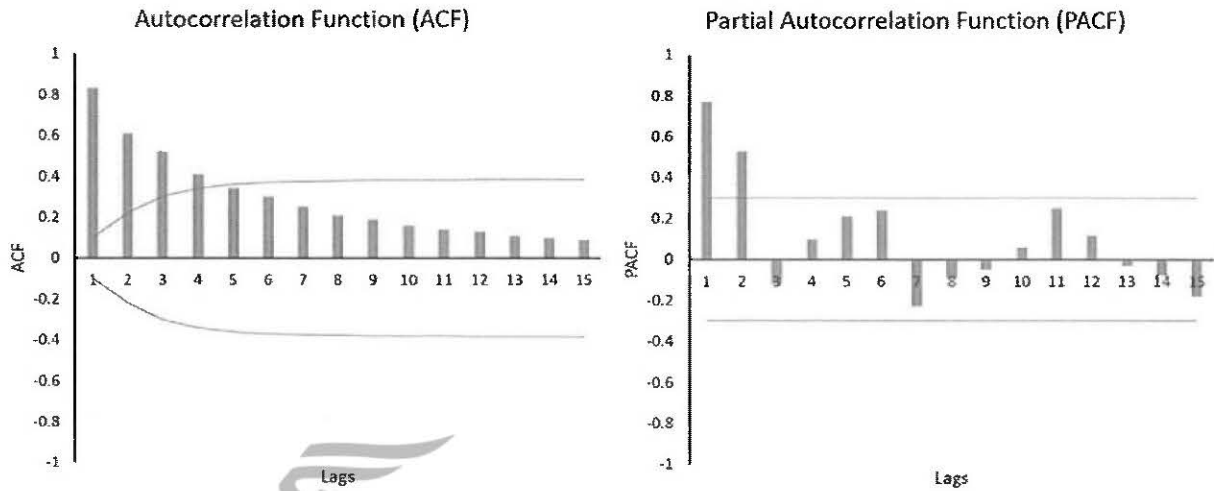 Autocorrelation Function (ACF)
1
0.8
0.6
0.4
0.2
0
-0.2
-0.4
-0.6
-0.8
-1
ACF
1 2 3 4 5 6 7 8 9 10 11 12 13 14 15
Lags
Partial Autocorrelation Function (PACF)
1
0.8
0.6
0.4
0.2
0
-0.2
-0.4
-0.6
-0.8
-1
PACF
1 2 3 4 5 6 7 8 9 10 11 12 13 14 15
Lags